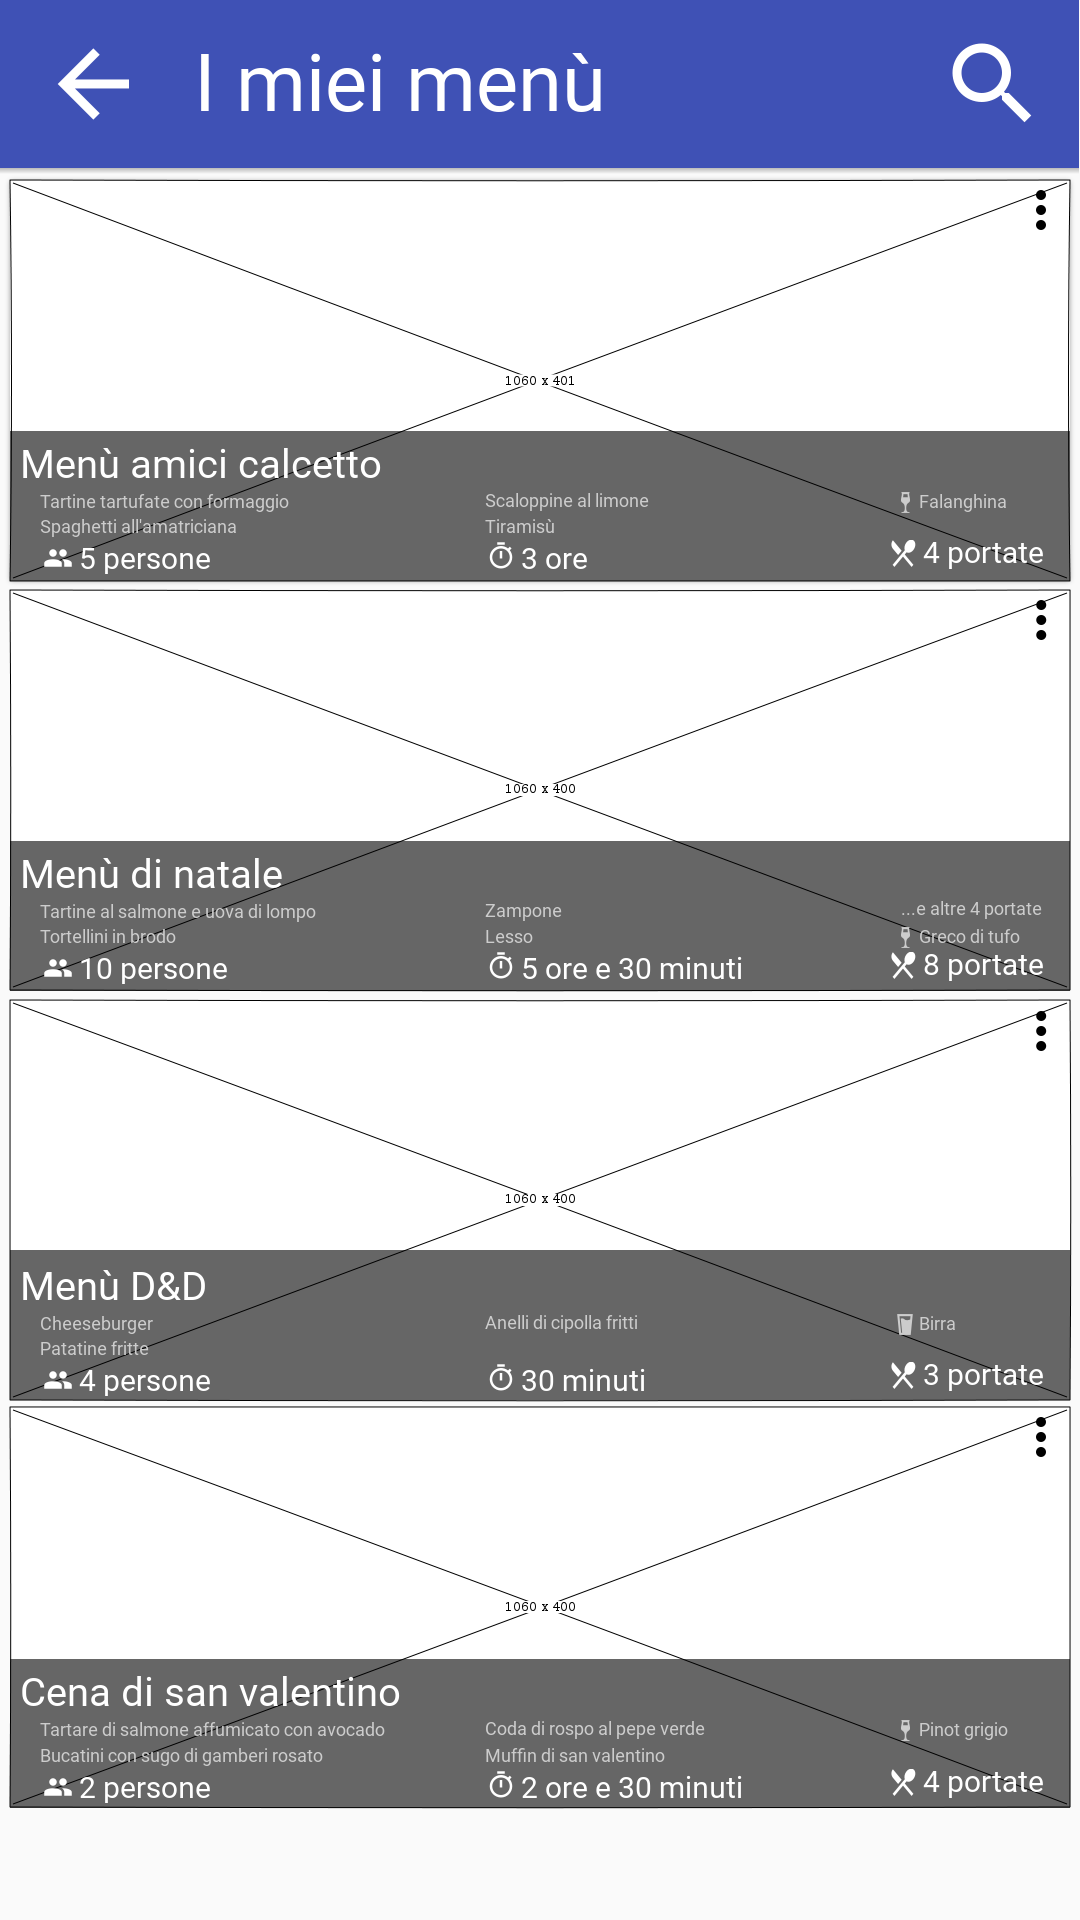 I miei menù
1060 x 401
Menù amici calcetto
Tartine tartufate con formaggio Scaloppine al limone Falanghina
Spaghetti all'amatriciana Tiramisù
5 persone 3 ore 4 portate
1060 x 400
Menù di natale
Tartine al salmone e uova di lompo Zampone ...e altre 4 portate
Tortellini in brodo Lesso Greco di tufo
10 persone 5 ore e 30 minuti 8 portate
1060 x 400
Menù D&D
Cheeseburger Anelli di cipolla fritti Birra
Patatine fritte
4 persone 30 minuti 3 portate
1060 x 400
Cena di san valentino
Tartare di salmone affumicato con avocado Coda di rospo al pepe verde Pinot grigio
Bucatini con sugo di gamberi rosato Muffin di san valentino
2 persone 2 ore e 30 minuti 4 portate